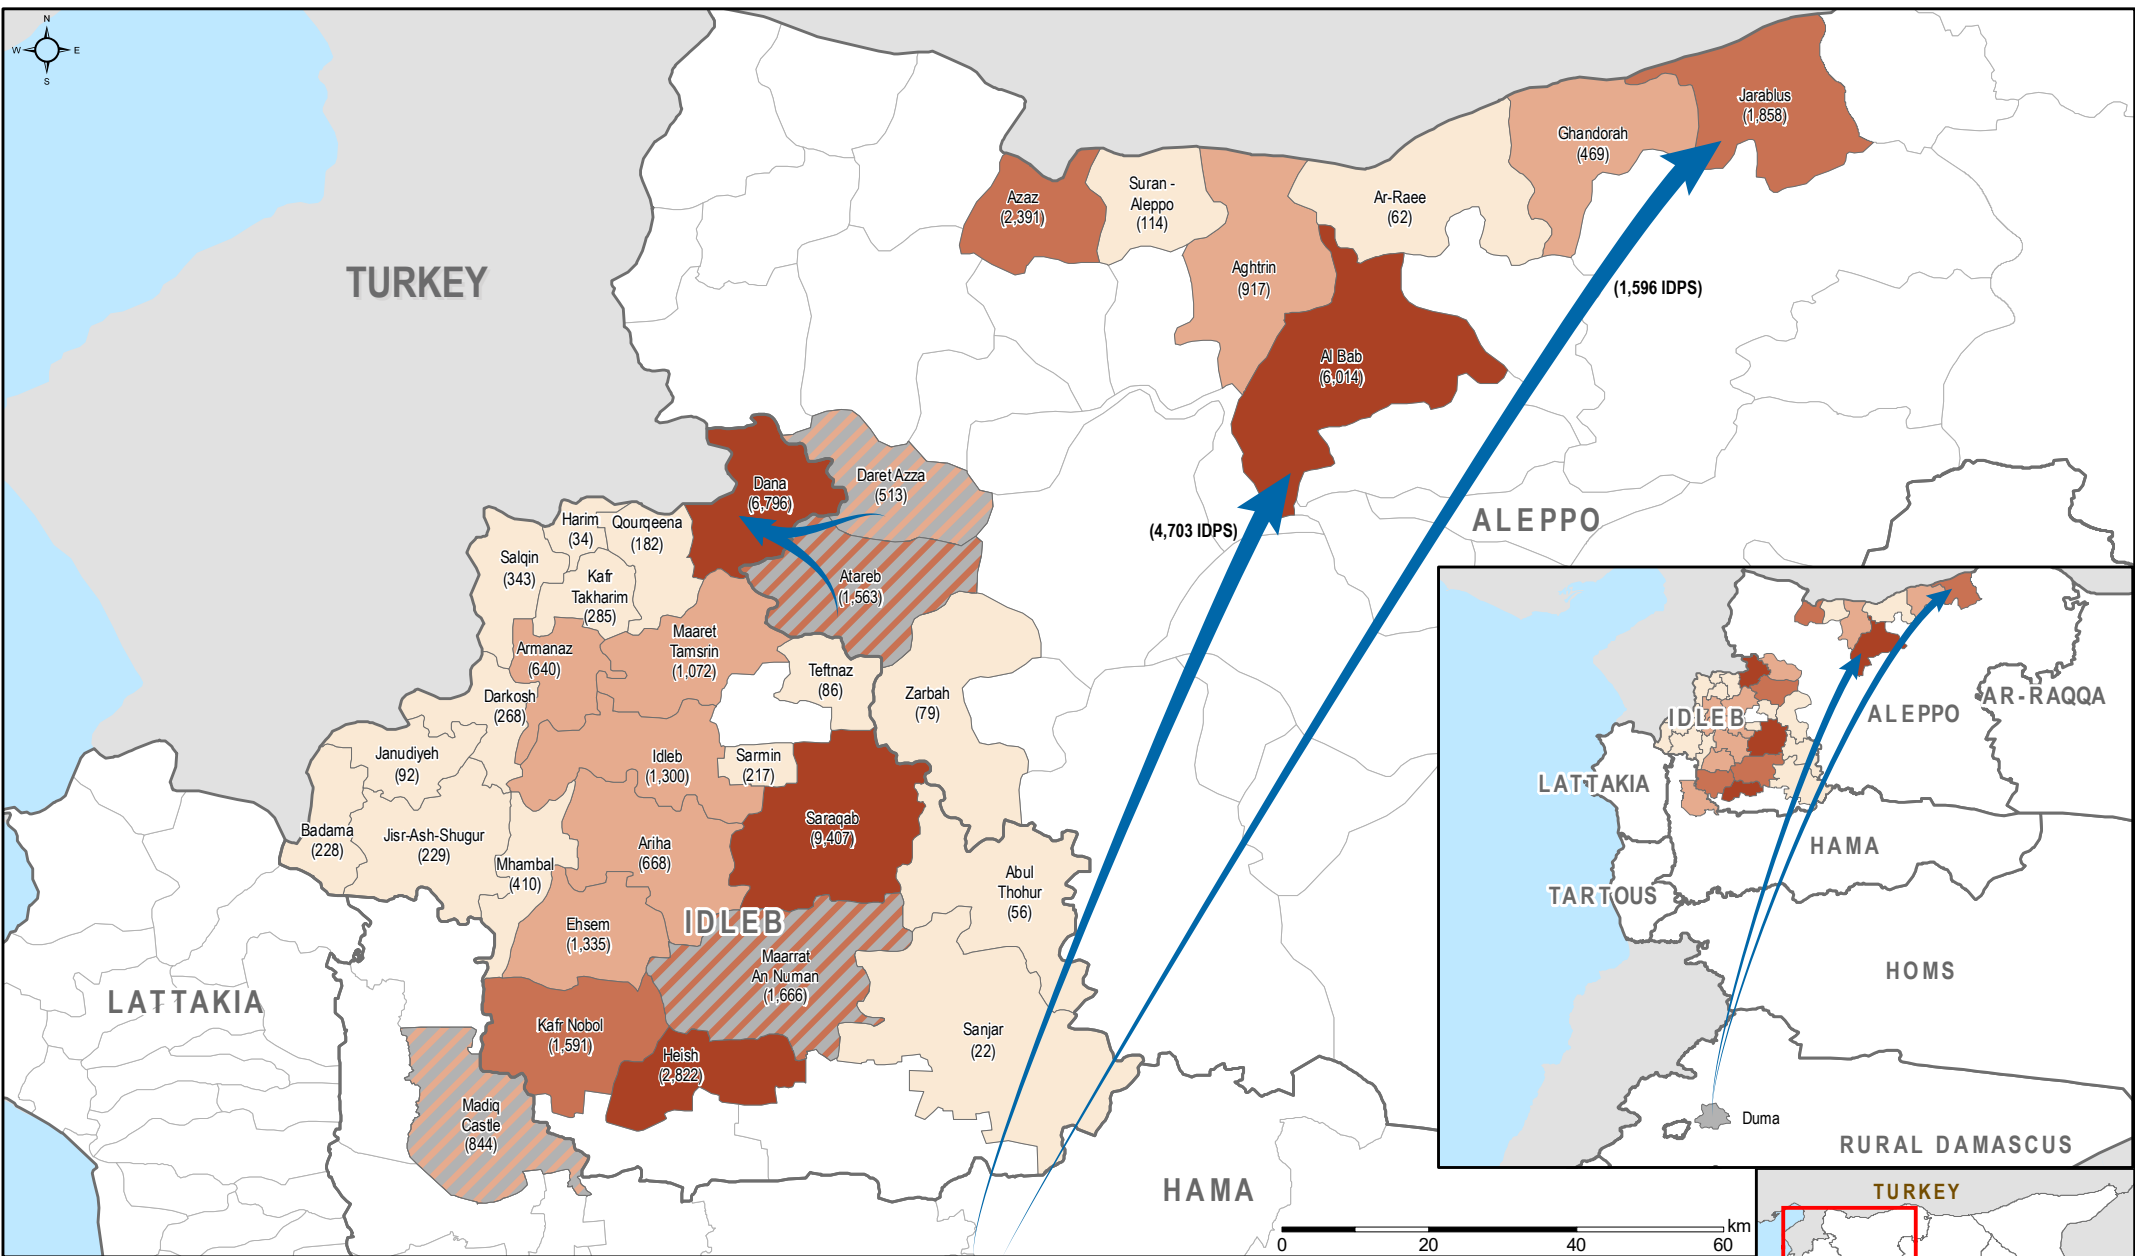 N
W
E
S
TURKEY
Jarablus
(1,858)
Ghandorah
(469)
Azaz
(2,391)
Suran -
Aleppo
(114)
Ar-Raee
(62)
Aghtrin
(917)
(1,596 IDPS)
Al Bab
(6,014)
Dana
(6,796)
Daret Azza
(513)
(4,703 IDPS)
ALEPPO
Harim
(34)
Qourqeena
(182)
Salqin
(343)
Kafr
Takharim
(285)
Atareb
(1,563)
Armanaz
(640)
Maaret
Tamsrin
(1,072)
Teftnaz
(86)
Darkosh
(268)
Zarbah
(79)
Janudiyeh
(92)
Idleb
(1,300)
Sarmin
(217)
Badama
(228)
Jisr-Ash-Shugur
(229)
Mhambal
(410)
Ariha
(668)
Saraqab
(9,407)
Abul
Thohur
(56)
Ehsem
(1,335)
IDLEB
Maarrat
An Numan
(1,666)
LATTAKIA
Kafr Nobol
(1,591)
Heish
(2,822)
Sanjar
(22)
Madiq
Castle
(844)
HAMA
km
0
20
40
60
IDLEB
ALEPPO
AR-RAQQA
LATTAKIA
HAMA
TARTOUS
HOMS
Duma
RURAL DAMASCUS
TURKEY